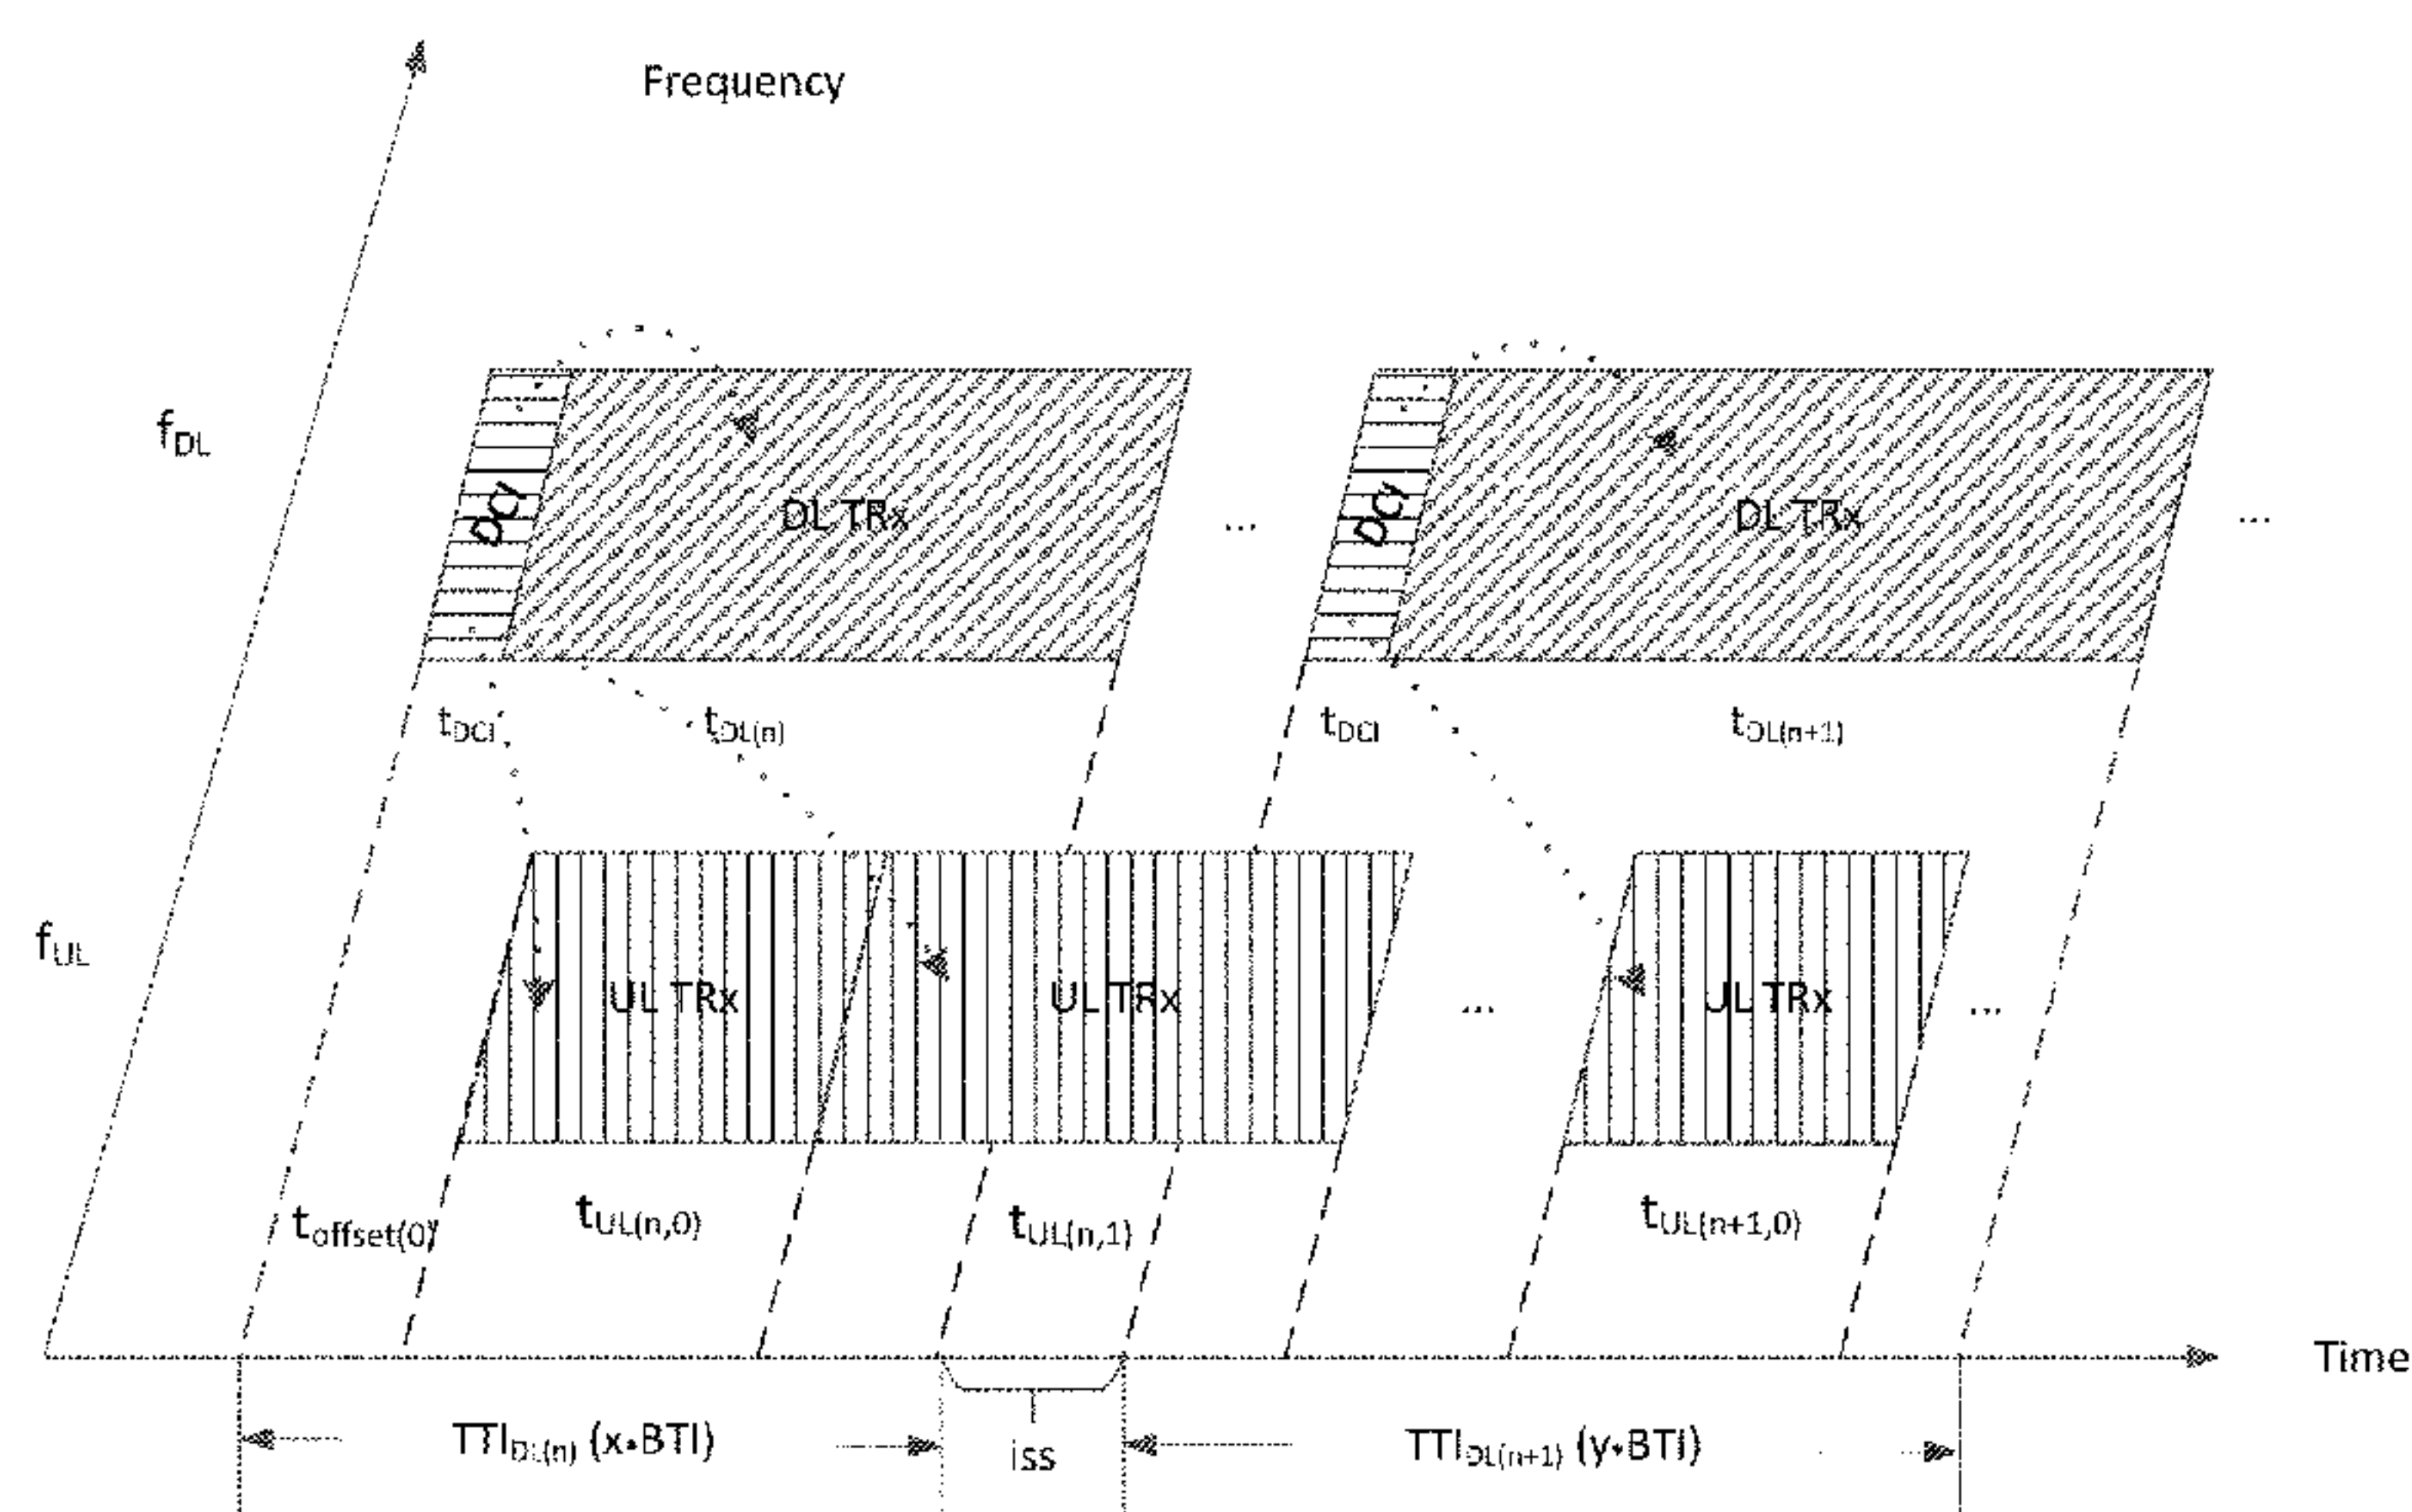 Frequency
f_DL
DCI
DL TRx
...
DCI
DL TRx
...
t_DCI
t_DL(n)
t_DCI
t_DL(n+1)
f_UL
UL TRx
UL TRx
...
UL TRx
...
t_offset(0)
t_UL(n,0)
t_UL(n,1)
t_UL(n+1,0)
Time
TTI_DL(n) (x•BTI)
iss
TTI_DL(n+1) (y•BTI)